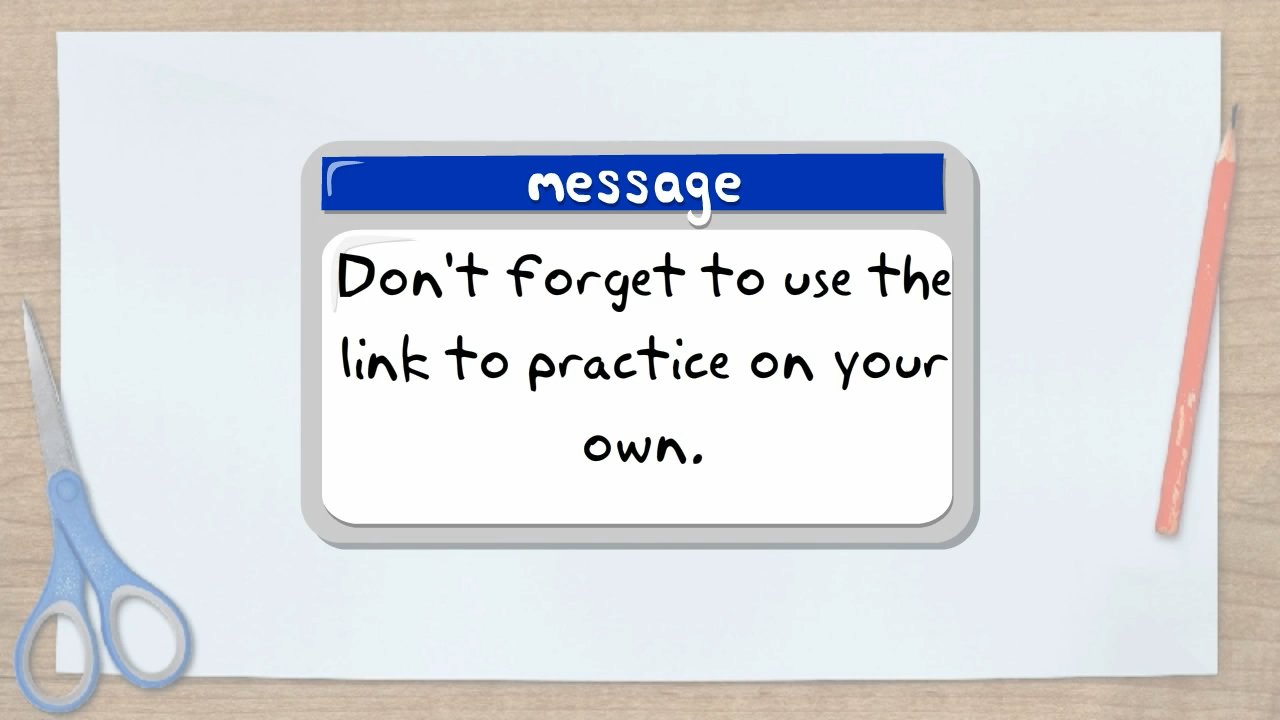 message
Don't forget to use the
link to practice on your
own.